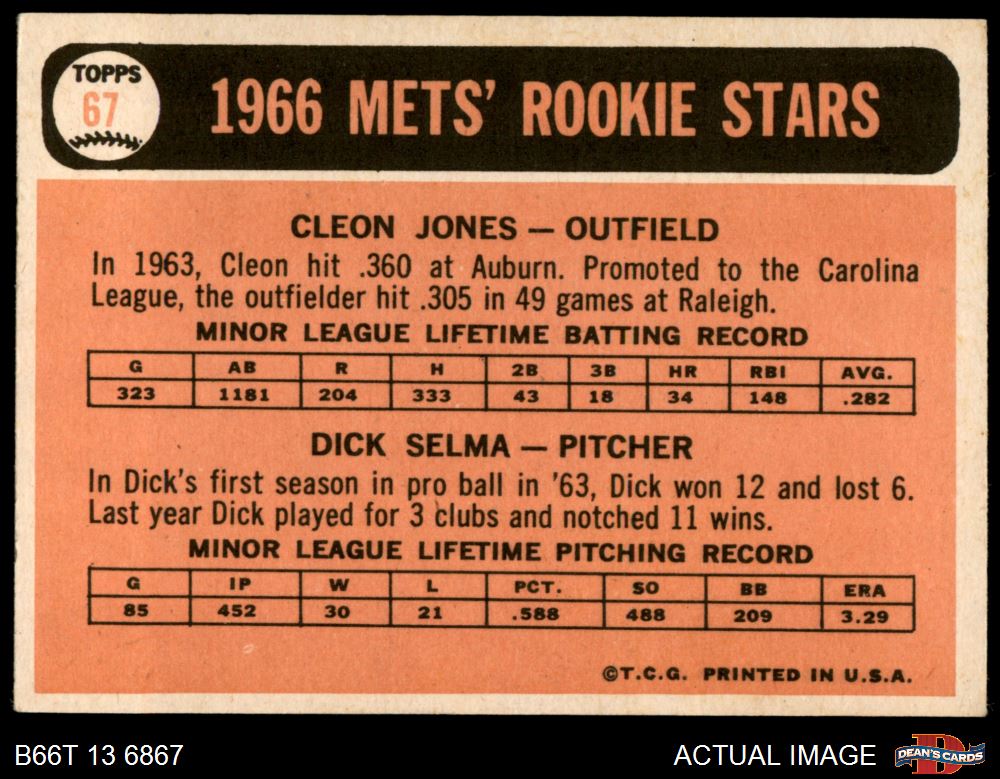 TOPPS
67
1966 METS' ROOKIE STARS
CLEON JONES — OUTFIELD
In 1963, Cleon hit .360 at Auburn. Promoted to the Carolina
League, the outfielder hit .305 in 49 games at Raleigh.
MINOR LEAGUE LIFETIME BATTING RECORD
G AB R H 2B 3B HR RBI AVG.
323 1181 204 333 43 18 34 148 .282
DICK SELMA — PITCHER
In Dick's first season in pro ball in '63, Dick won 12 and lost 6.
Last year Dick played for 3 clubs and notched 11 wins.
MINOR LEAGUE LIFETIME PITCHING RECORD
G IP W L PCT. SO BB ERA
85 452 30 21 .588 488 209 3.29
©T.C.G. PRINTED IN U.S.A.
B66T 13 6867 ACTUAL IMAGE DEAN'S CARDS